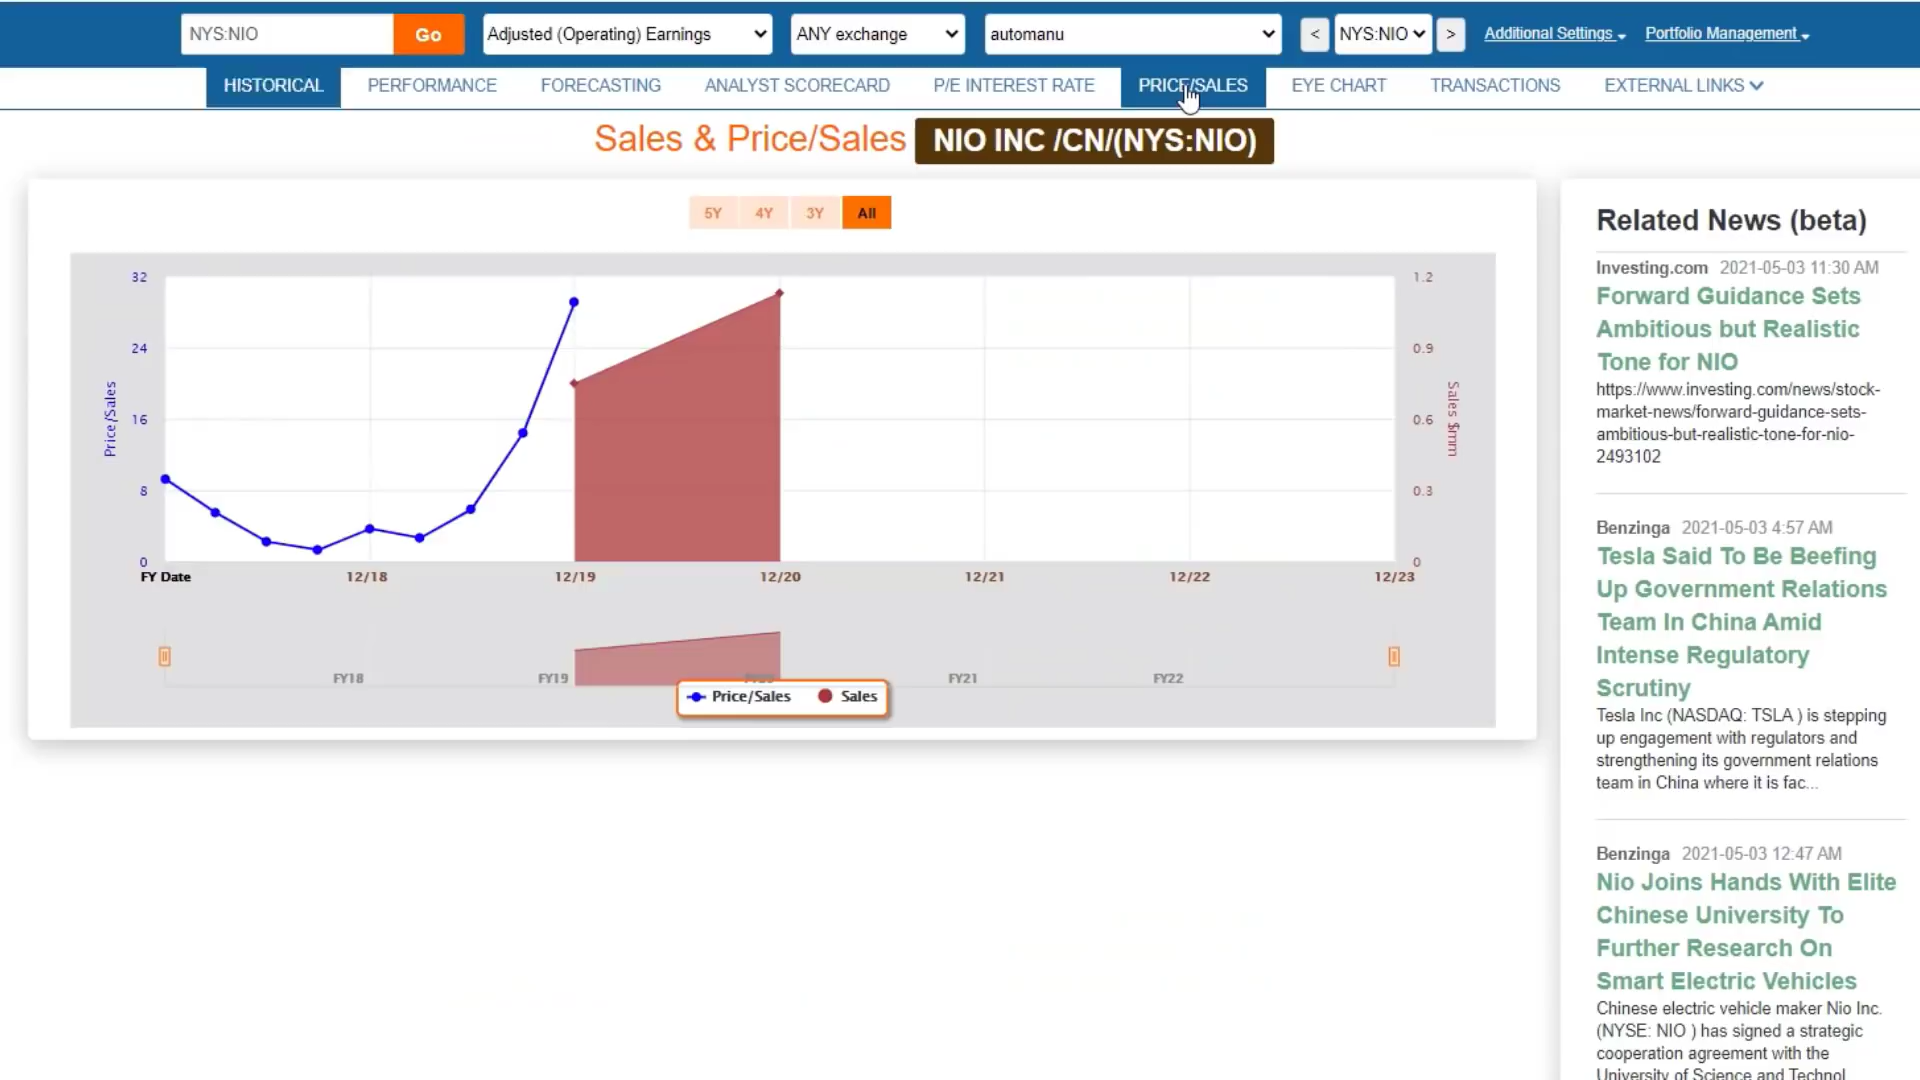 NYS:NIO
Go
Adjusted (Operating) Earnings
ANY exchange
automanu
<
NYS:NIO
>
Additional Settings
Portfolio Management
HISTORICAL
PERFORMANCE
FORECASTING
ANALYST SCORECARD
P/E INTEREST RATE
PRICE/SALES
EYE CHART
TRANSACTIONS
EXTERNAL LINKS
Sales & Price/Sales
NIO INC /CN/(NYS:NIO)
5Y
4Y
3Y
All
32
24
16
8
0
Price/Sales
1.2
0.9
0.6
0.3
0
Sales $mm
FY Date
12/18
12/19
12/20
12/21
12/22
12/23
FY18
FY19
FY20
FY21
FY22
Price/Sales
Sales
Related News (beta)
Investing.com 2021-05-03 11:30 AM
Forward Guidance Sets
Ambitious but Realistic
Tone for NIO
https://www.investing.com/news/stock-
market-news/forward-guidance-sets-
ambitious-but-realistic-tone-for-nio-
2493102
Benzinga 2021-05-03 4:57 AM
Tesla Said To Be Beefing
Up Government Relations
Team In China Amid
Intense Regulatory
Scrutiny
Tesla Inc (NASDAQ: TSLA ) is stepping
up engagement with regulators and
strengthening its government relations
team in China where it is fac...
Benzinga 2021-05-03 12:47 AM
Nio Joins Hands With Elite
Chinese University To
Further Research On
Smart Electric Vehicles
Chinese electric vehicle maker Nio Inc.
(NYSE: NIO ) has signed a strategic
cooperation agreement with the
University of Science and Technol